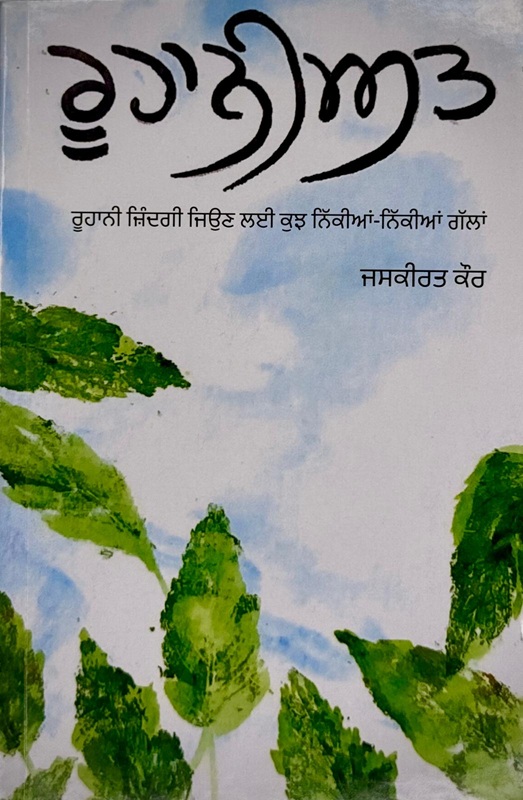 ਰੂਹਾਨੀਅਤ
ਰੂਹਾਨੀ ਜ਼ਿੰਦਗੀ ਜਿਉਣ ਲਈ ਕੁਝ ਨਿੱਕੀਆਂ-ਨਿੱਕੀਆਂ ਗੱਲਾਂ
ਜਸਕੀਰਤ ਕੌਰ